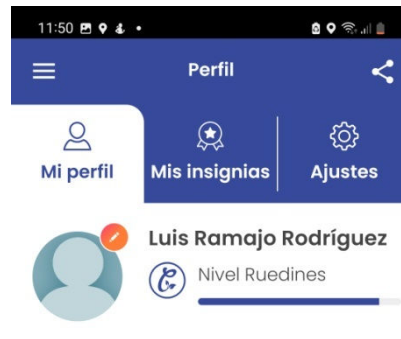 11:50
Perfil
Mi perfil
Mis insignias
Ajustes
Luis Ramajo Rodríguez
Nivel Ruedines